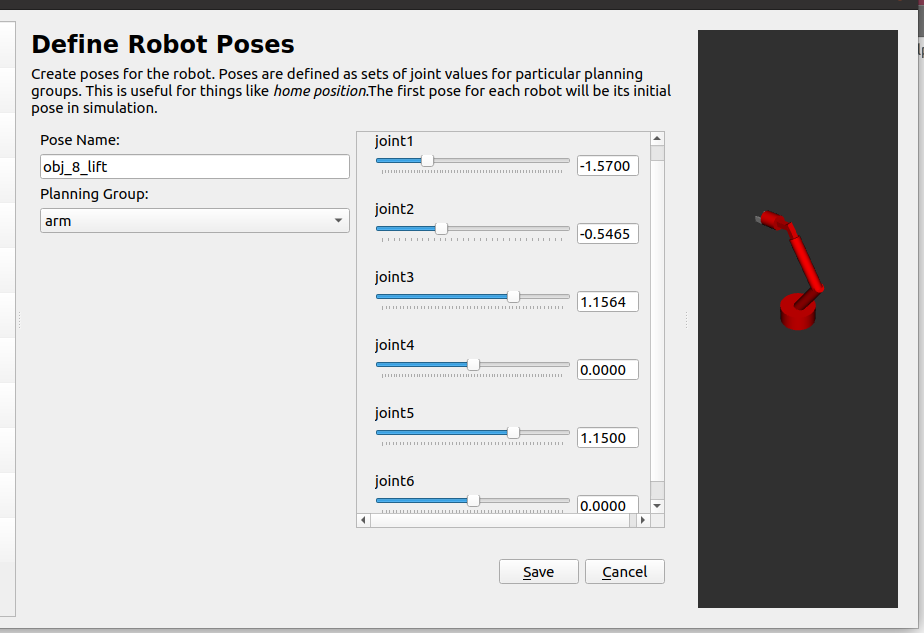 Define Robot Poses
Create poses for the robot. Poses are defined as sets of joint values for particular planning
groups. This is useful for things like home position.The first pose for each robot will be its initial
pose in simulation.
Pose Name:
obj_8_lift
Planning Group:
arm
joint1
-1.5700
joint2
-0.5465
joint3
1.1564
joint4
0.0000
joint5
1.1500
joint6
0.0000
Save
Cancel